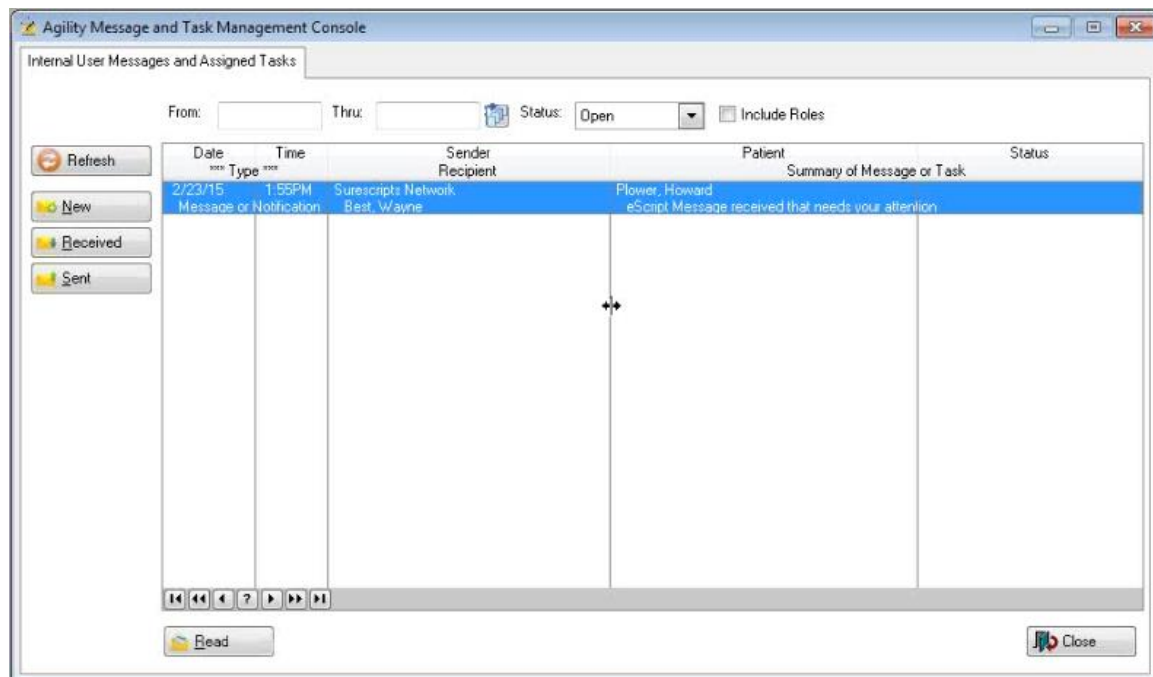 Agility Message and Task Management Console
Internal User Messages and Assigned Tasks
From: Thru: Status: Open Include Roles
Refresh
New
Received
Sent
Date Time Sender Patient Status
*** Type *** Recipient Summary of Message or Task
2/23/15 1:55PM Surescripts Network Plower, Howard
Message or Notification Best, Wayne eScript Message received that needs your attention
?
Read Close